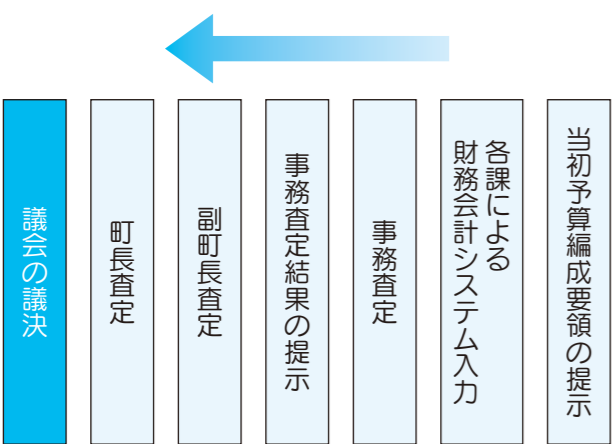 当初予算編成要領の提示
各課による
財務会計システム入力
事務査定
事務査定結果の提示
副町長査定
町長査定
議会の議決